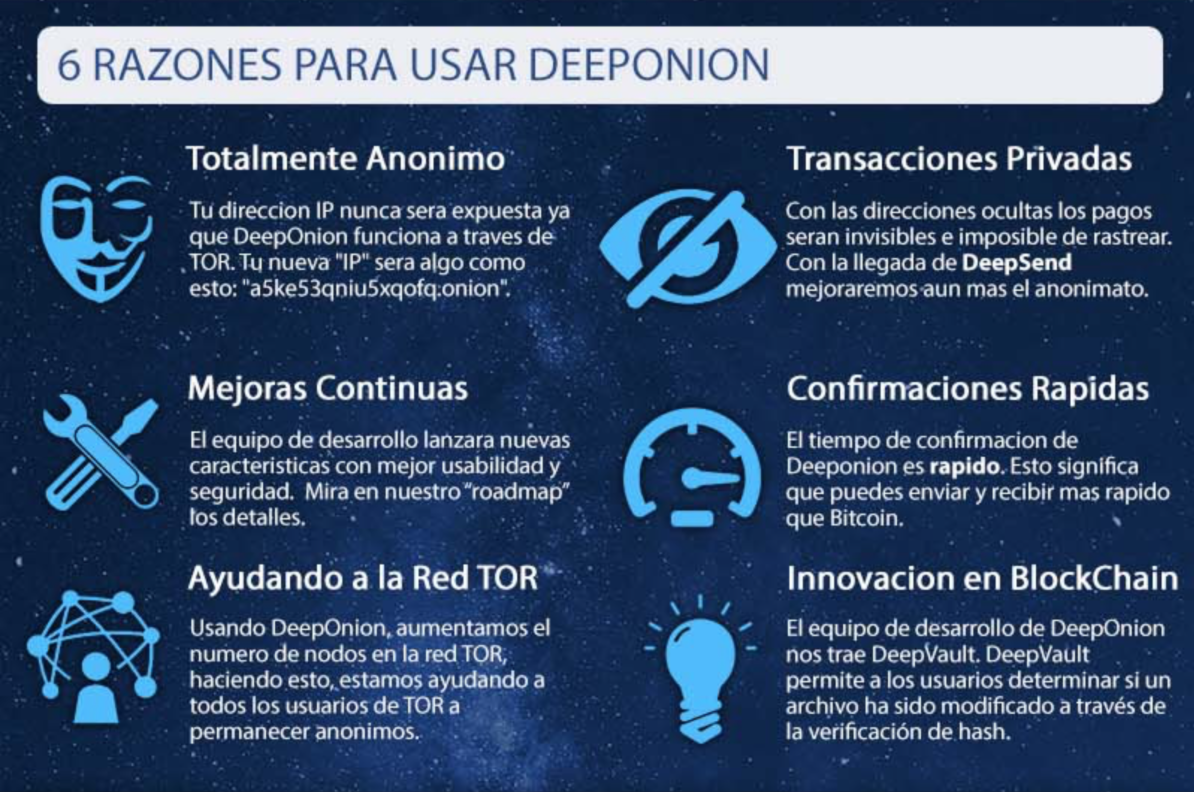 6 RAZONES PARA USAR DEEPONION
Totalmente Anonimo
Tu direccion IP nunca sera expuesta ya
que DeepOnion funciona a traves de
TOR. Tu nueva "IP" sera algo como
esto: "a5ke53qniu5xqofq.onion".
Transacciones Privadas
Con las direcciones ocultas los pagos
seran invisibles e imposible de rastrear.
Con la llegada de DeepSend
mejoraremos aun mas el anonimato.
Mejoras Continuas
El equipo de desarrollo lanzara nuevas
caracteristicas con mejor usabilidad y
seguridad. Mira en nuestro “roadmap”
los detalles.
Confirmaciones Rapidas
El tiempo de confirmacion de
Deeponion es rapido. Esto significa
que puedes enviar y recibir mas rapido
que Bitcoin.
Ayudando a la Red TOR
Usando DeepOnion, aumentamos el
numero de nodos en la red TOR,
haciendo esto, estamos ayudando a
todos los usuarios de TOR a
permanecer anonimos.
Innovacion en BlockChain
El equipo de desarrollo de DeepOnion
nos trae DeepVault. DeepVault
permite a los usuarios determinar si un
archivo ha sido modificado a través de
la verificación de hash.